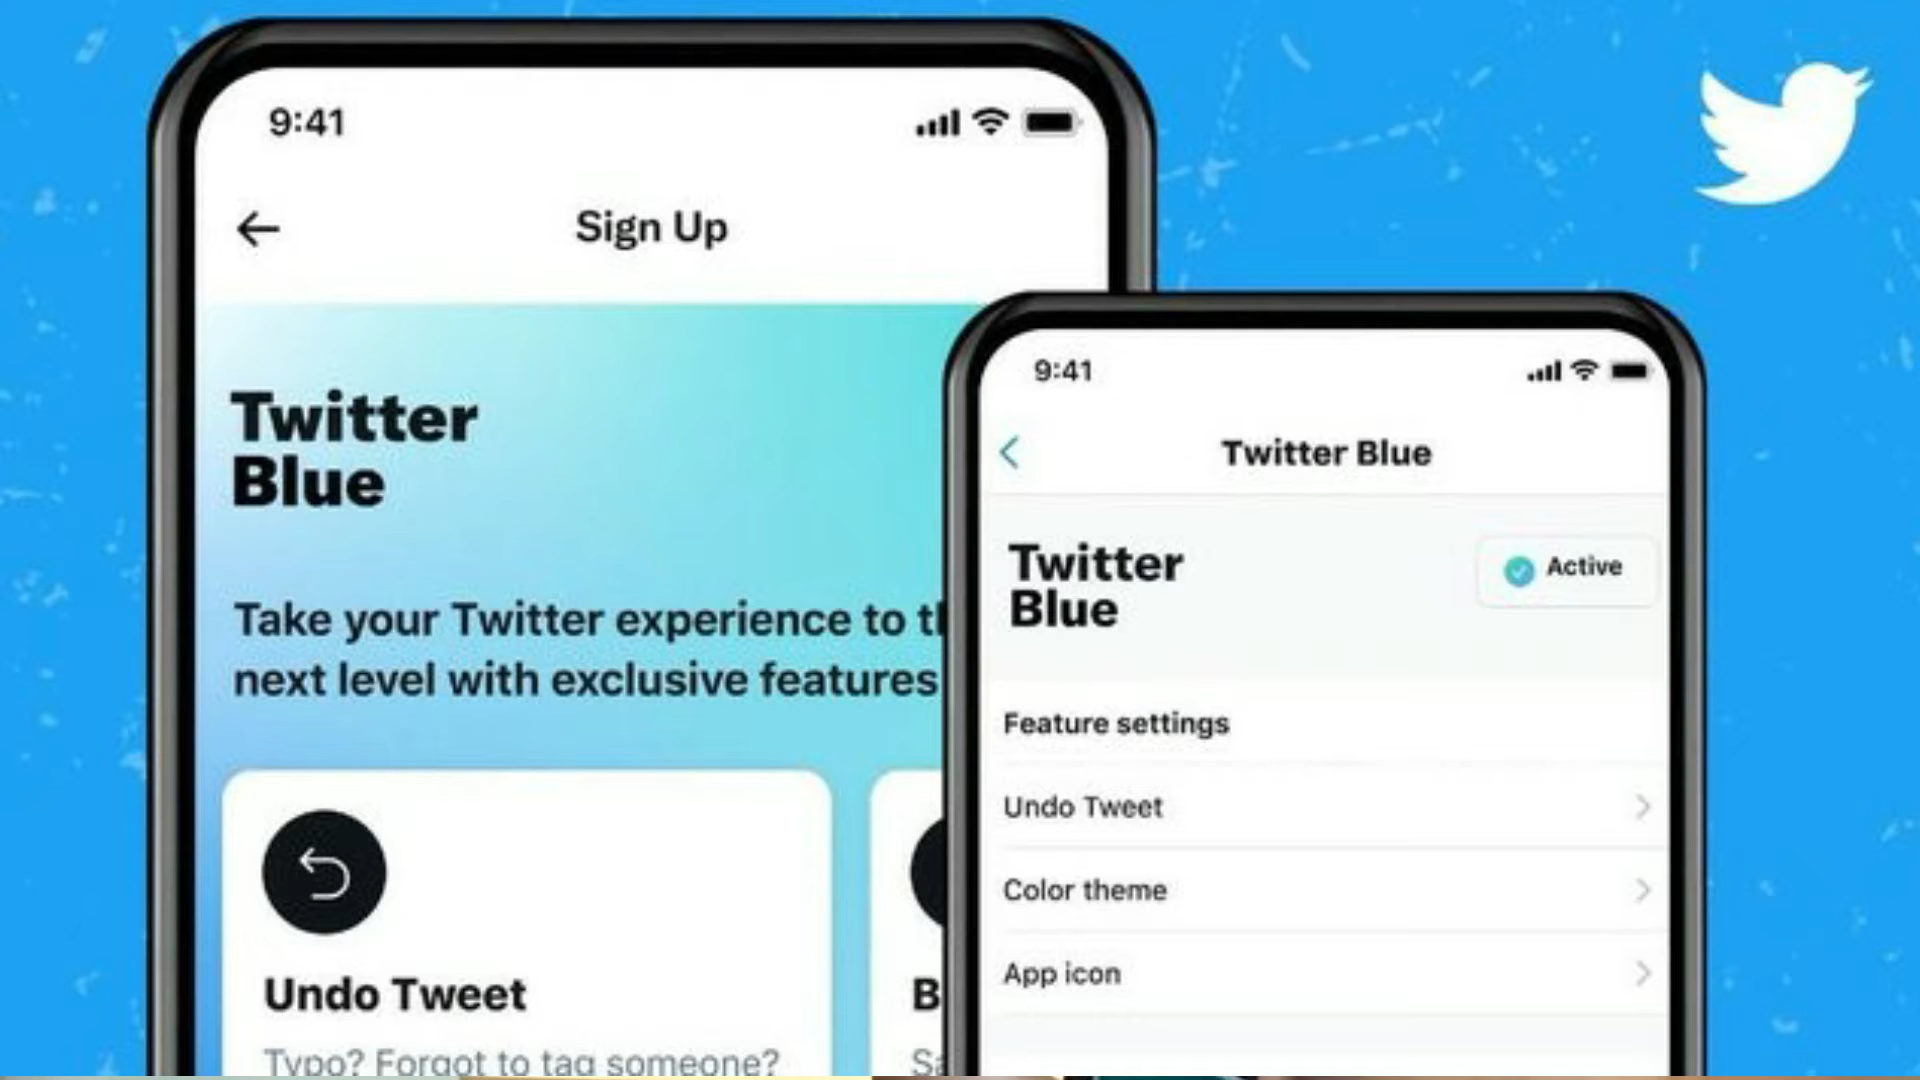 9:41
Sign Up
Twitter
Blue
Take your Twitter experience to
next level with exclusive features
Undo Tweet
Typo? Forgot to tag someone?
9:41
Twitter Blue
Twitter
Blue
Active
Feature settings
Undo Tweet
Color theme
App icon